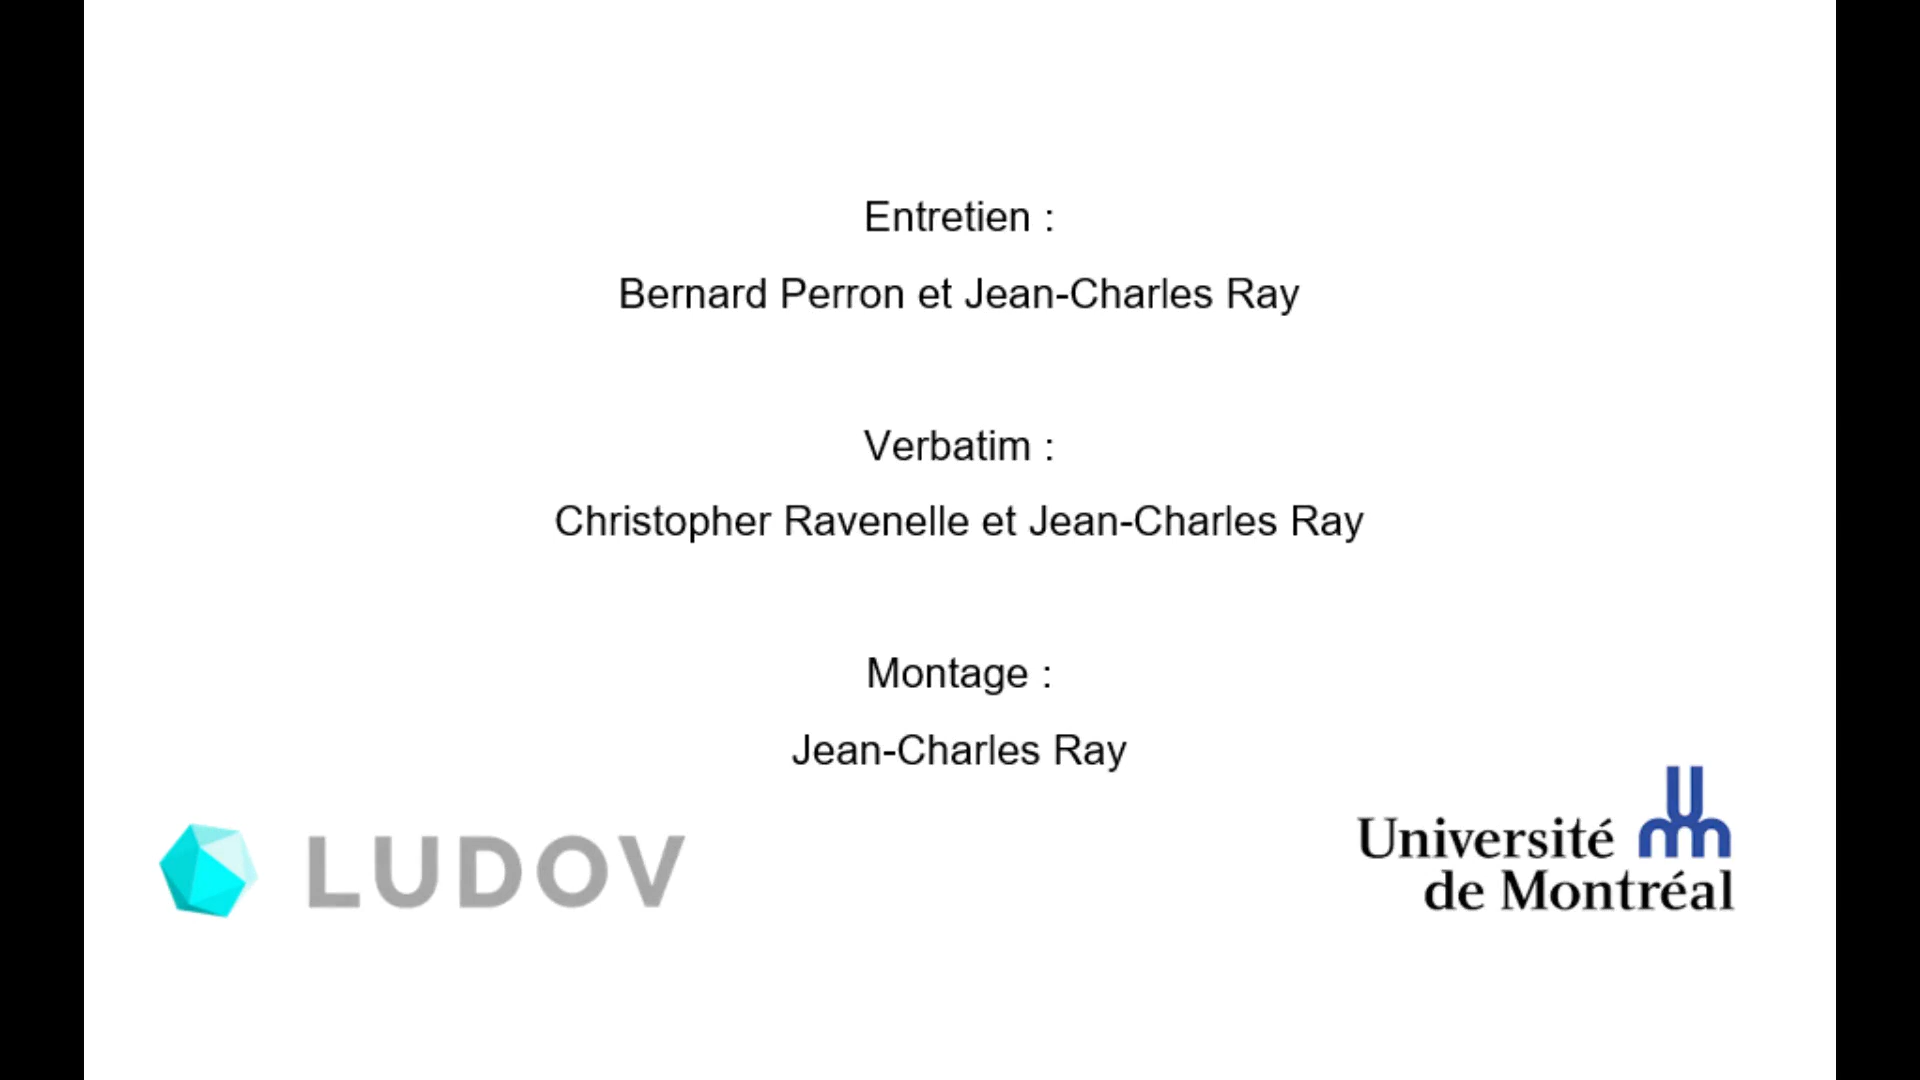 Entretien :
Bernard Perron et Jean-Charles Ray
Verbatim :
Christopher Ravenelle et Jean-Charles Ray
Montage :
Jean-Charles Ray
LUDOV
Université
de Montréal